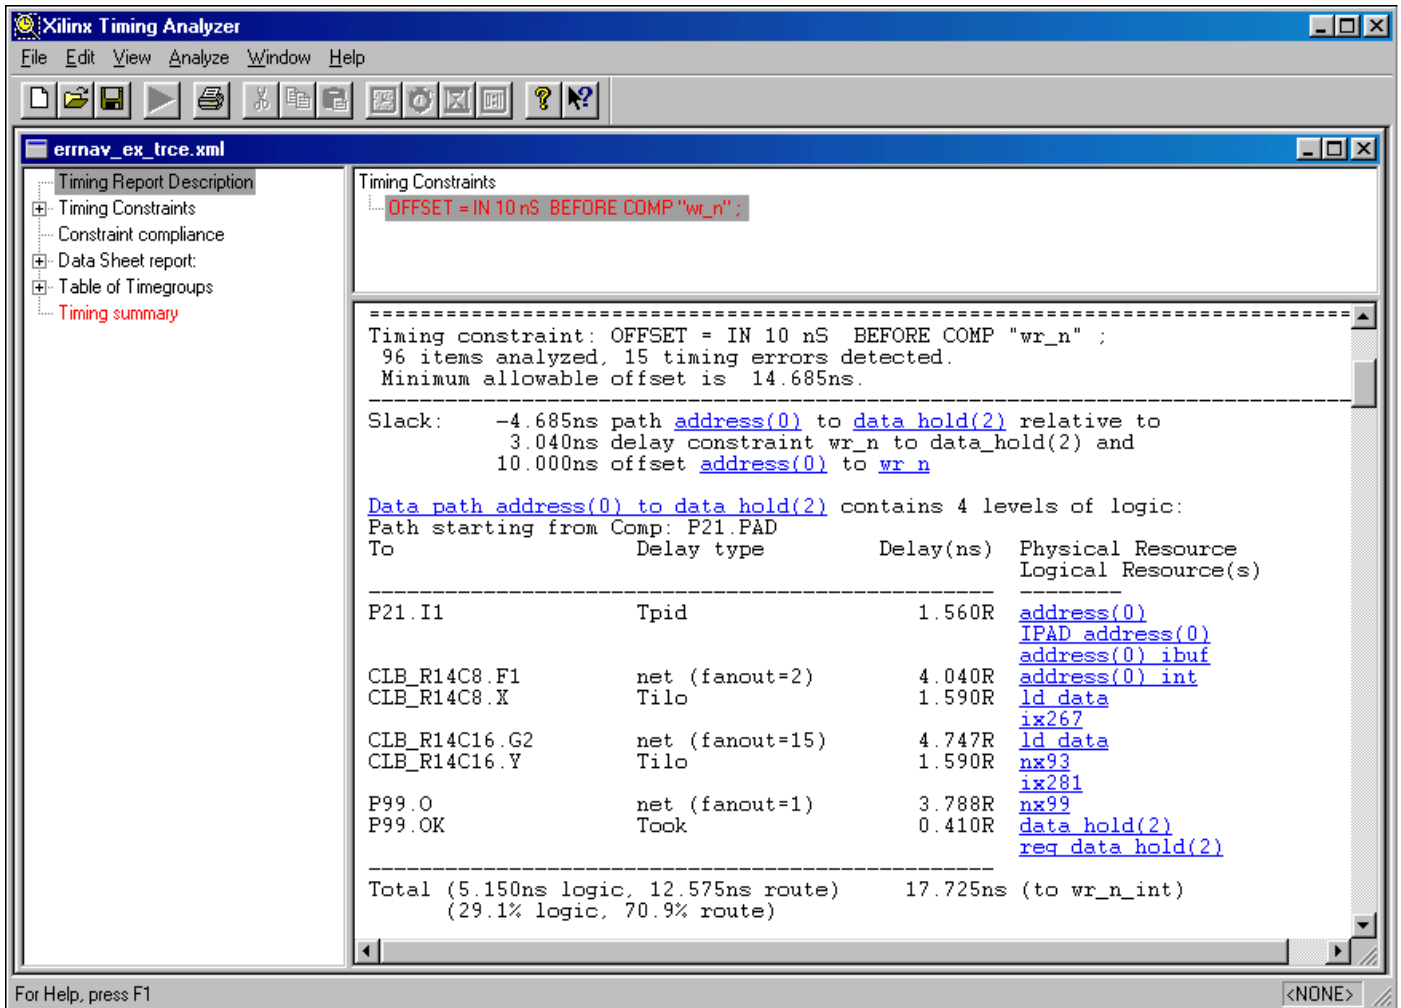 Xilinx Timing Analyzer
File Edit View Analyze Window Help
errnav_ex_trce.xml
Timing Report Description
Timing Constraints
Constraint compliance
Data Sheet report:
Table of Timegroups
Timing summary
Timing Constraints
OFFSET = IN 10 nS  BEFORE COMP "wr_n" ;
================================================================================
Timing constraint: OFFSET = IN 10 nS  BEFORE COMP "wr_n" ;
96 items analyzed, 15 timing errors detected.
Minimum allowable offset is  14.685ns.
--------------------------------------------------------------------------------
Slack:    -4.685ns path address(0) to data_hold(2) relative to
3.040ns delay constraint wr_n to data_hold(2) and
10.000ns offset address(0) to wr_n
Data path address(0) to data_hold(2) contains 4 levels of logic:
Path starting from Comp: P21.PAD
To                   Delay type         Delay(ns)  Physical Resource
Logical Resource(s)
-------------------------------------------------  --------
P21.I1               Tpid                  1.560R  address(0)
IPAD_address(0)
address(0)_ibuf
CLB_R14C8.F1         net (fanout=2)        4.040R  address(0)_int
CLB_R14C8.X          Tilo                  1.590R  ld_data
ix267
CLB_R14C16.G2        net (fanout=15)       4.747R  ld_data
CLB_R14C16.Y         Tilo                  1.590R  nx93
ix281
P99.O                net (fanout=1)        3.788R  nx99
P99.OK               Took                  0.410R  data_hold(2)
reg_data_hold(2)
-------------------------------------------------
Total (5.150ns logic, 12.575ns route)     17.725ns (to wr_n_int)
(29.1% logic, 70.9% route)
For Help, press F1
<NONE>